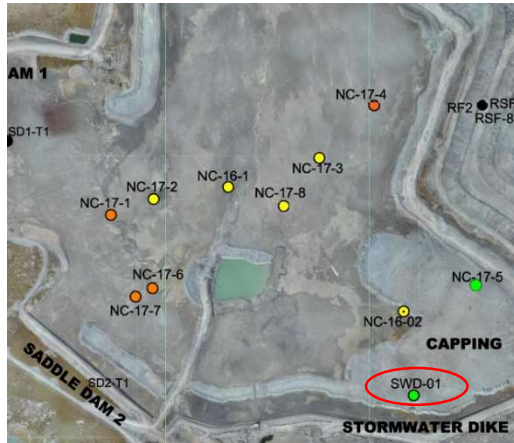 AM 1
SD1-T1
NC-17-4
RF2
RSF
RSF-8
NC-17-3
NC-16-1
NC-17-2
NC-17-8
NC-17-1
NC-17-6
NC-17-7
NC-17-5
NC-16-02
CAPPING
SD2-T1
SADDLE DAM 2
SWD-01
STORMWATER DIKE